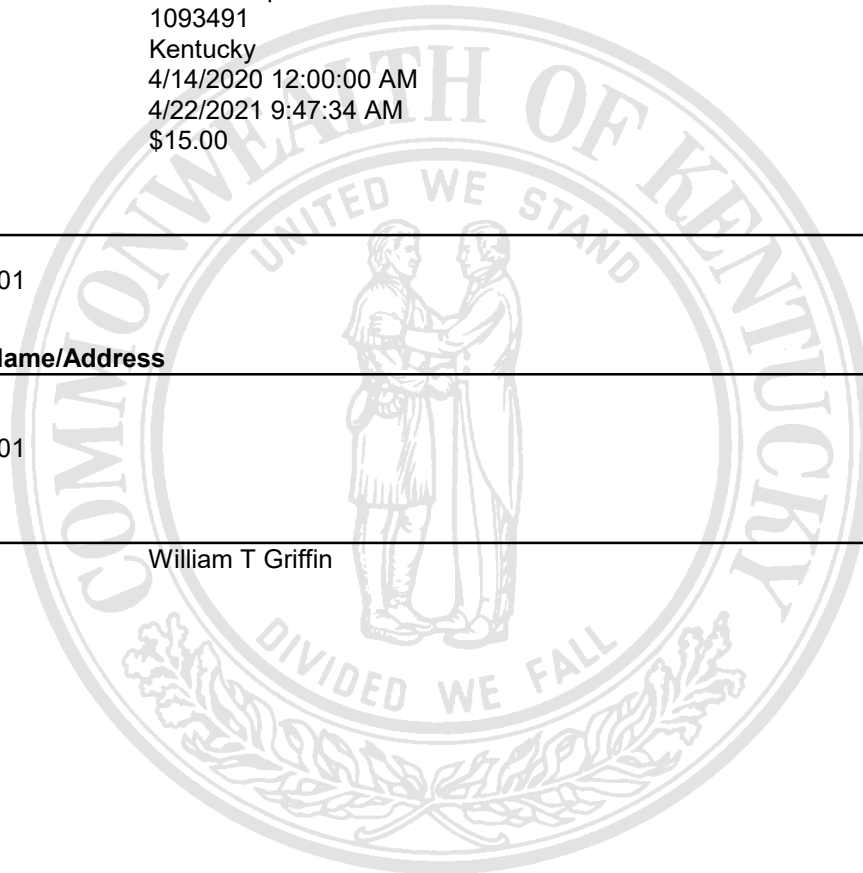 1093491
Kentucky
4/14/2020 12:00:00 AM
4/22/2021 9:47:34 AM
$15.00
COMMONWEALTH OF KENTUCKY
UNITED WE STAND
01
Name/Address
01
William T Griffin
DIVIDED WE FALL